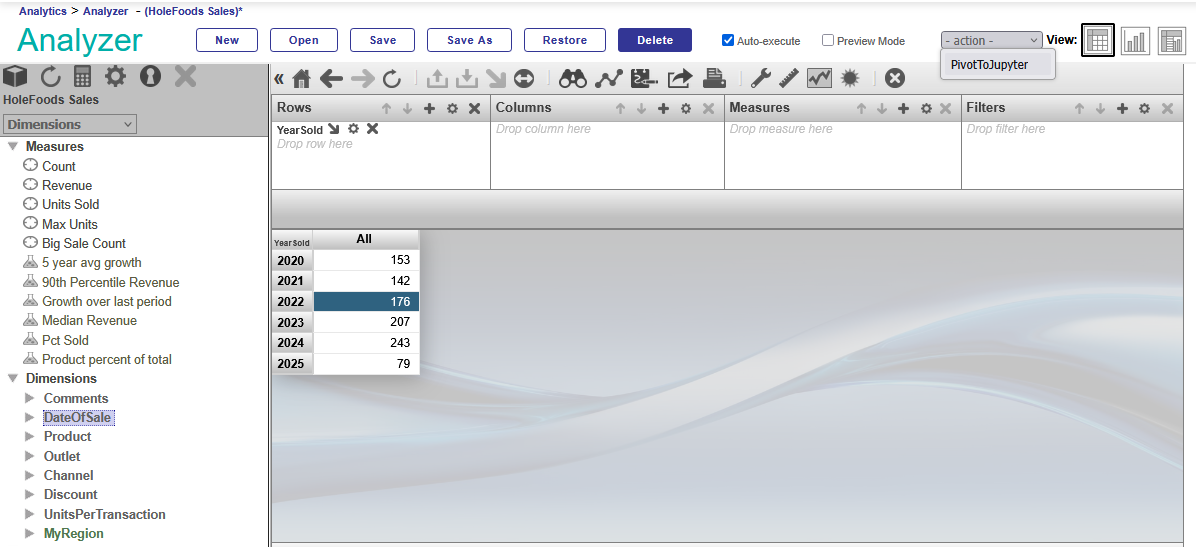 Analytics > Analyzer - (HoleFoods Sales)*
Analyzer
New
Open
Save
Save As
Restore
Delete
Auto-execute
Preview Mode
- action -
View:
PivotToJupyter
HoleFoods Sales
Dimensions
Measures
Count
Revenue
Units Sold
Max Units
Big Sale Count
5 year avg growth
90th Percentile Revenue
Growth over last period
Median Revenue
Pct Sold
Product percent of total
Dimensions
Comments
DateOfSale
Product
Outlet
Channel
Discount
UnitsPerTransaction
MyRegion
Rows
YearSold
Drop row here
Columns
Drop column here
Measures
Drop measure here
Filters
Drop filter here
YearSold All
2020 153
2021 142
2022 176
2023 207
2024 243
2025 79